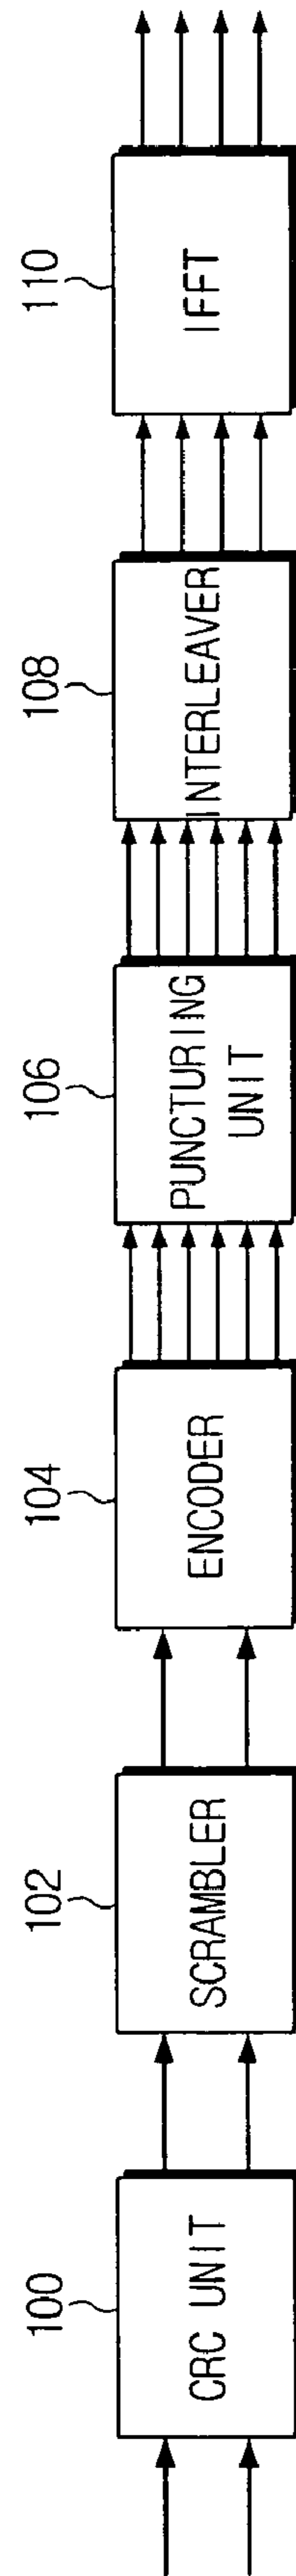 100
CRC UNIT
102
SCRAMBLER
104
ENCODER
106
PUNCTURING
UNIT
108
INTERLEAVER
110
IFFT